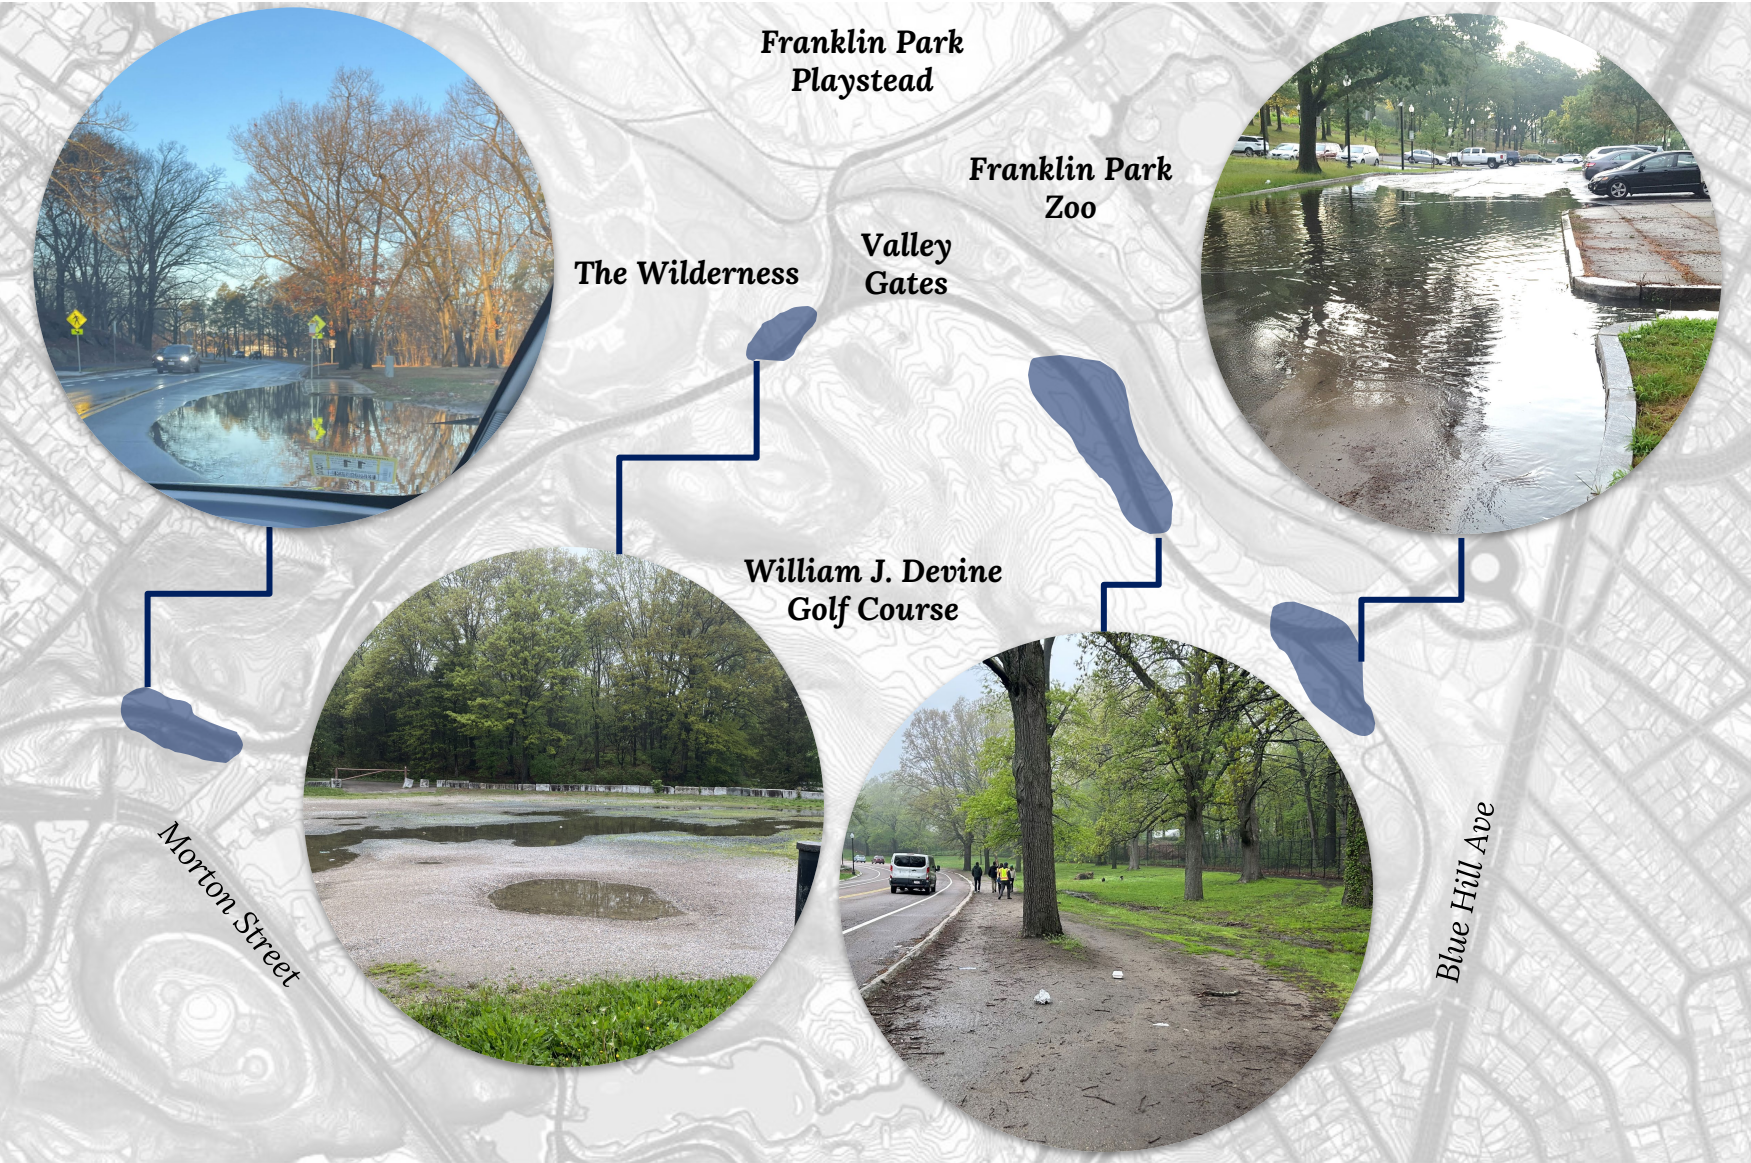 Franklin Park
Playstead
Franklin Park
Zoo
Valley
Gates
The Wilderness
William J. Devine
Golf Course
Morton Street
Blue Hill Ave